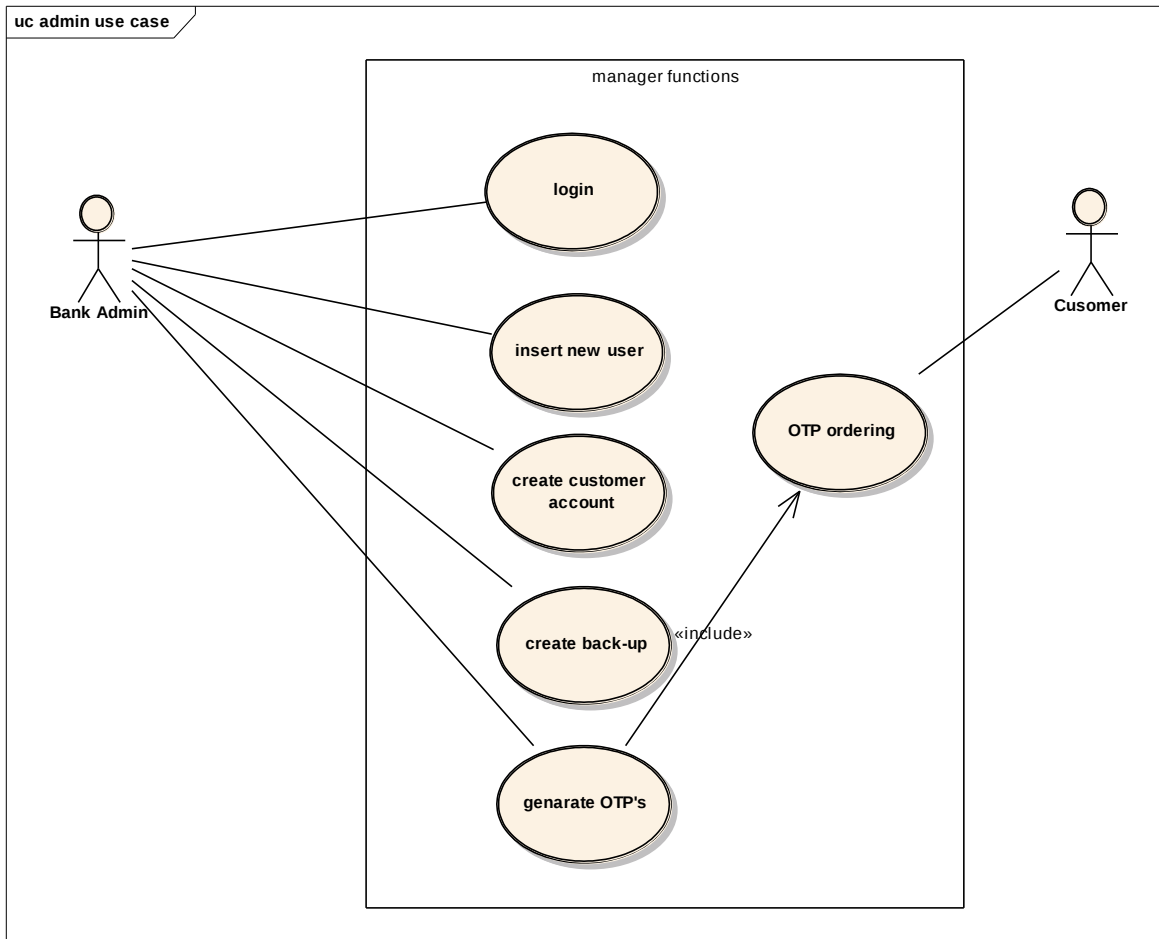 uc admin use case
manager functions
login
Bank Admin
Cusomer
insert new user
OTP ordering
create customer
account
create back-up
«include»
genarate OTP's